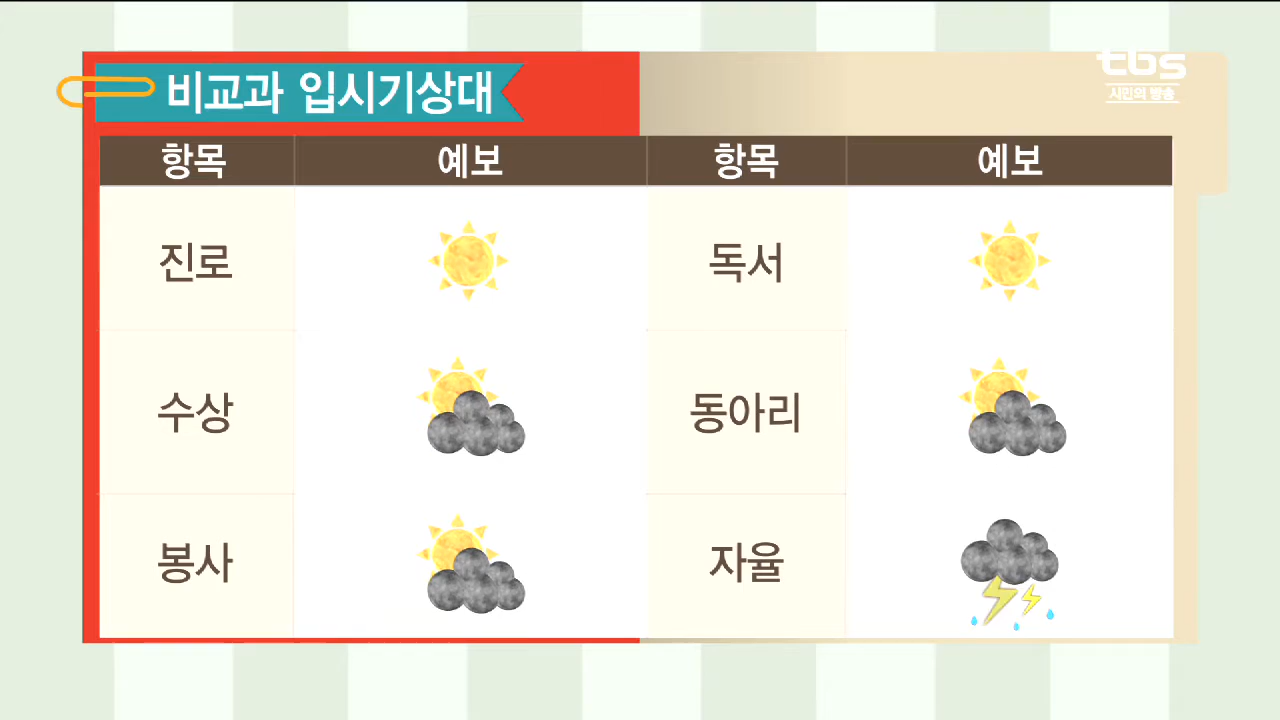 비교과 입시기상대
tbs
시민의 방송
항목 예보 항목 예보
진로 독서
수상 동아리
봉사 자율